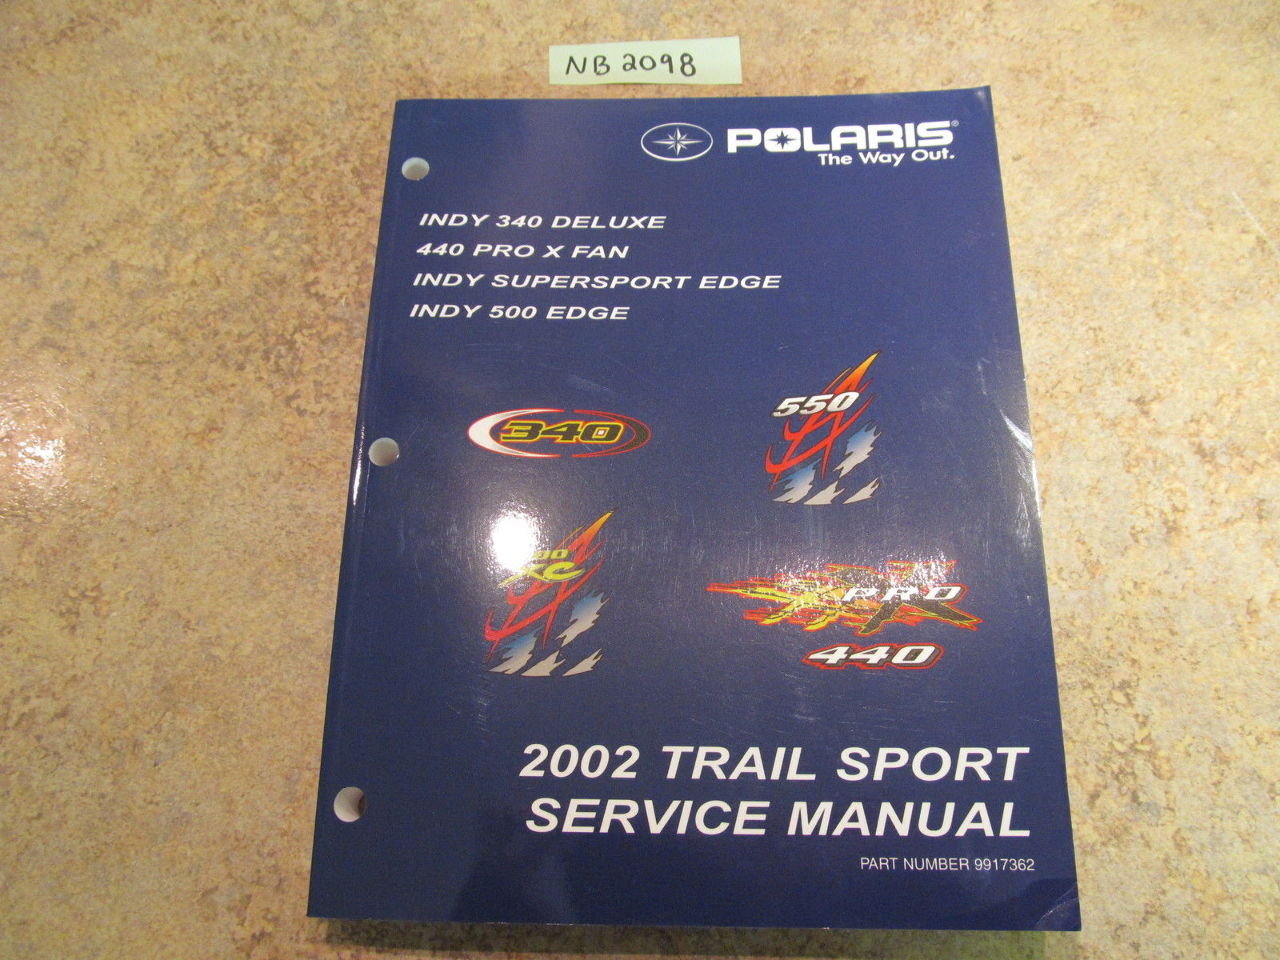 NB 2098
POLARIS®
The Way Out.
INDY 340 DELUXE
440 PRO X FAN
INDY SUPERSPORT EDGE
INDY 500 EDGE
550
340
XC
PRO
440
2002 TRAIL SPORT
SERVICE MANUAL
PART NUMBER 9917362